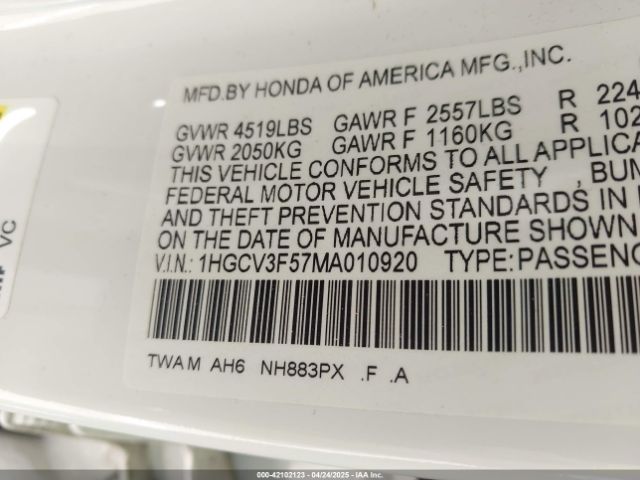 MFD.BY HONDA OF AMERICA MFG.,INC.
GVWR 4519LBS GAWR F 2557LBS R 224
GVWR 2050KG GAWR F 1160KG R 102
THIS VEHICLE CONFORMS TO ALL APPLICA
FEDERAL MOTOR VEHICLE SAFETY , BUM
AND THEFT PREVENTION STANDARDS IN
ON THE DATE OF MANUFACTURE SHOWN
V.I.N.: 1HGCV3F57MA010920 TYPE:PASSENG
TWA M AH6 NH883PX .F .A
VC
000-42102123 - 04/24/2025 - IAA Inc.